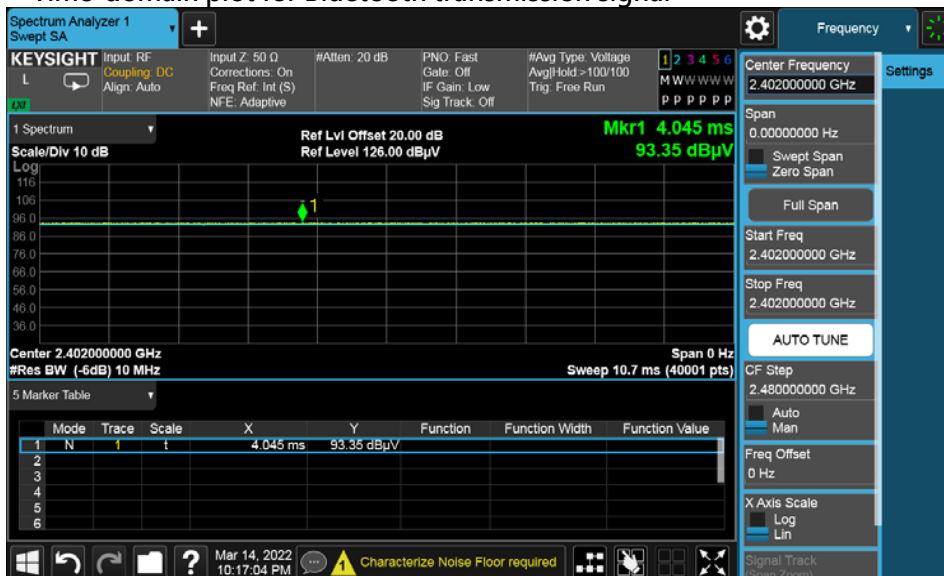 Time-domain plot for Bluetooth transmission signal
Spectrum Analyzer 1
Swept SA
+
Frequency
KEYSIGHT
L
LXI
Input: RF
Coupling: DC
Align: Auto
Input Z: 50 Ω
Corrections: On
Freq Ref: Int (S)
NFE: Adaptive
#Atten: 20 dB
PNO: Fast
Gate: Off
IF Gain: Low
Sig Track: Off
#Avg Type: Voltage
Avg|Hold:>100/100
Trig: Free Run
1 2 3 4 5 6
M W W W W W
P P P P P P
Center Frequency
2.402000000 GHz
Settings
Span
0.00000000 Hz
Swept Span
Zero Span
Full Span
Start Freq
2.402000000 GHz
Stop Freq
2.402000000 GHz
AUTO TUNE
CF Step
2.480000000 GHz
Auto
Man
Freq Offset
0 Hz
X Axis Scale
Log
Lin
Signal Track
(Span Zoom)
1 Spectrum
Scale/Div 10 dB
Ref Lvl Offset 20.00 dB
Ref Level 126.00 dBµV
Mkr1 4.045 ms
93.35 dBµV
Log
116
106
96.0
86.0
76.0
66.0
56.0
46.0
36.0
1
Center 2.402000000 GHz
#Res BW (-6dB) 10 MHz
Span 0 Hz
Sweep 10.7 ms (40001 pts)
5 Marker Table
Mode Trace Scale X Y Function Function Width Function Value
1 N 1 t 4.045 ms 93.35 dBµV
2
3
4
5
6
?
Mar 14, 2022
10:17:04 PM
Characterize Noise Floor required